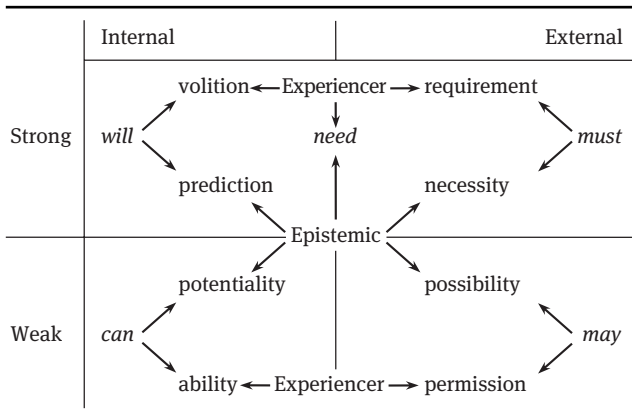 Internal External
volition Experiencer requirement
Strong will need must
prediction necessity
Epistemic
potentiality possibility
Weak can may
ability Experiencer permission